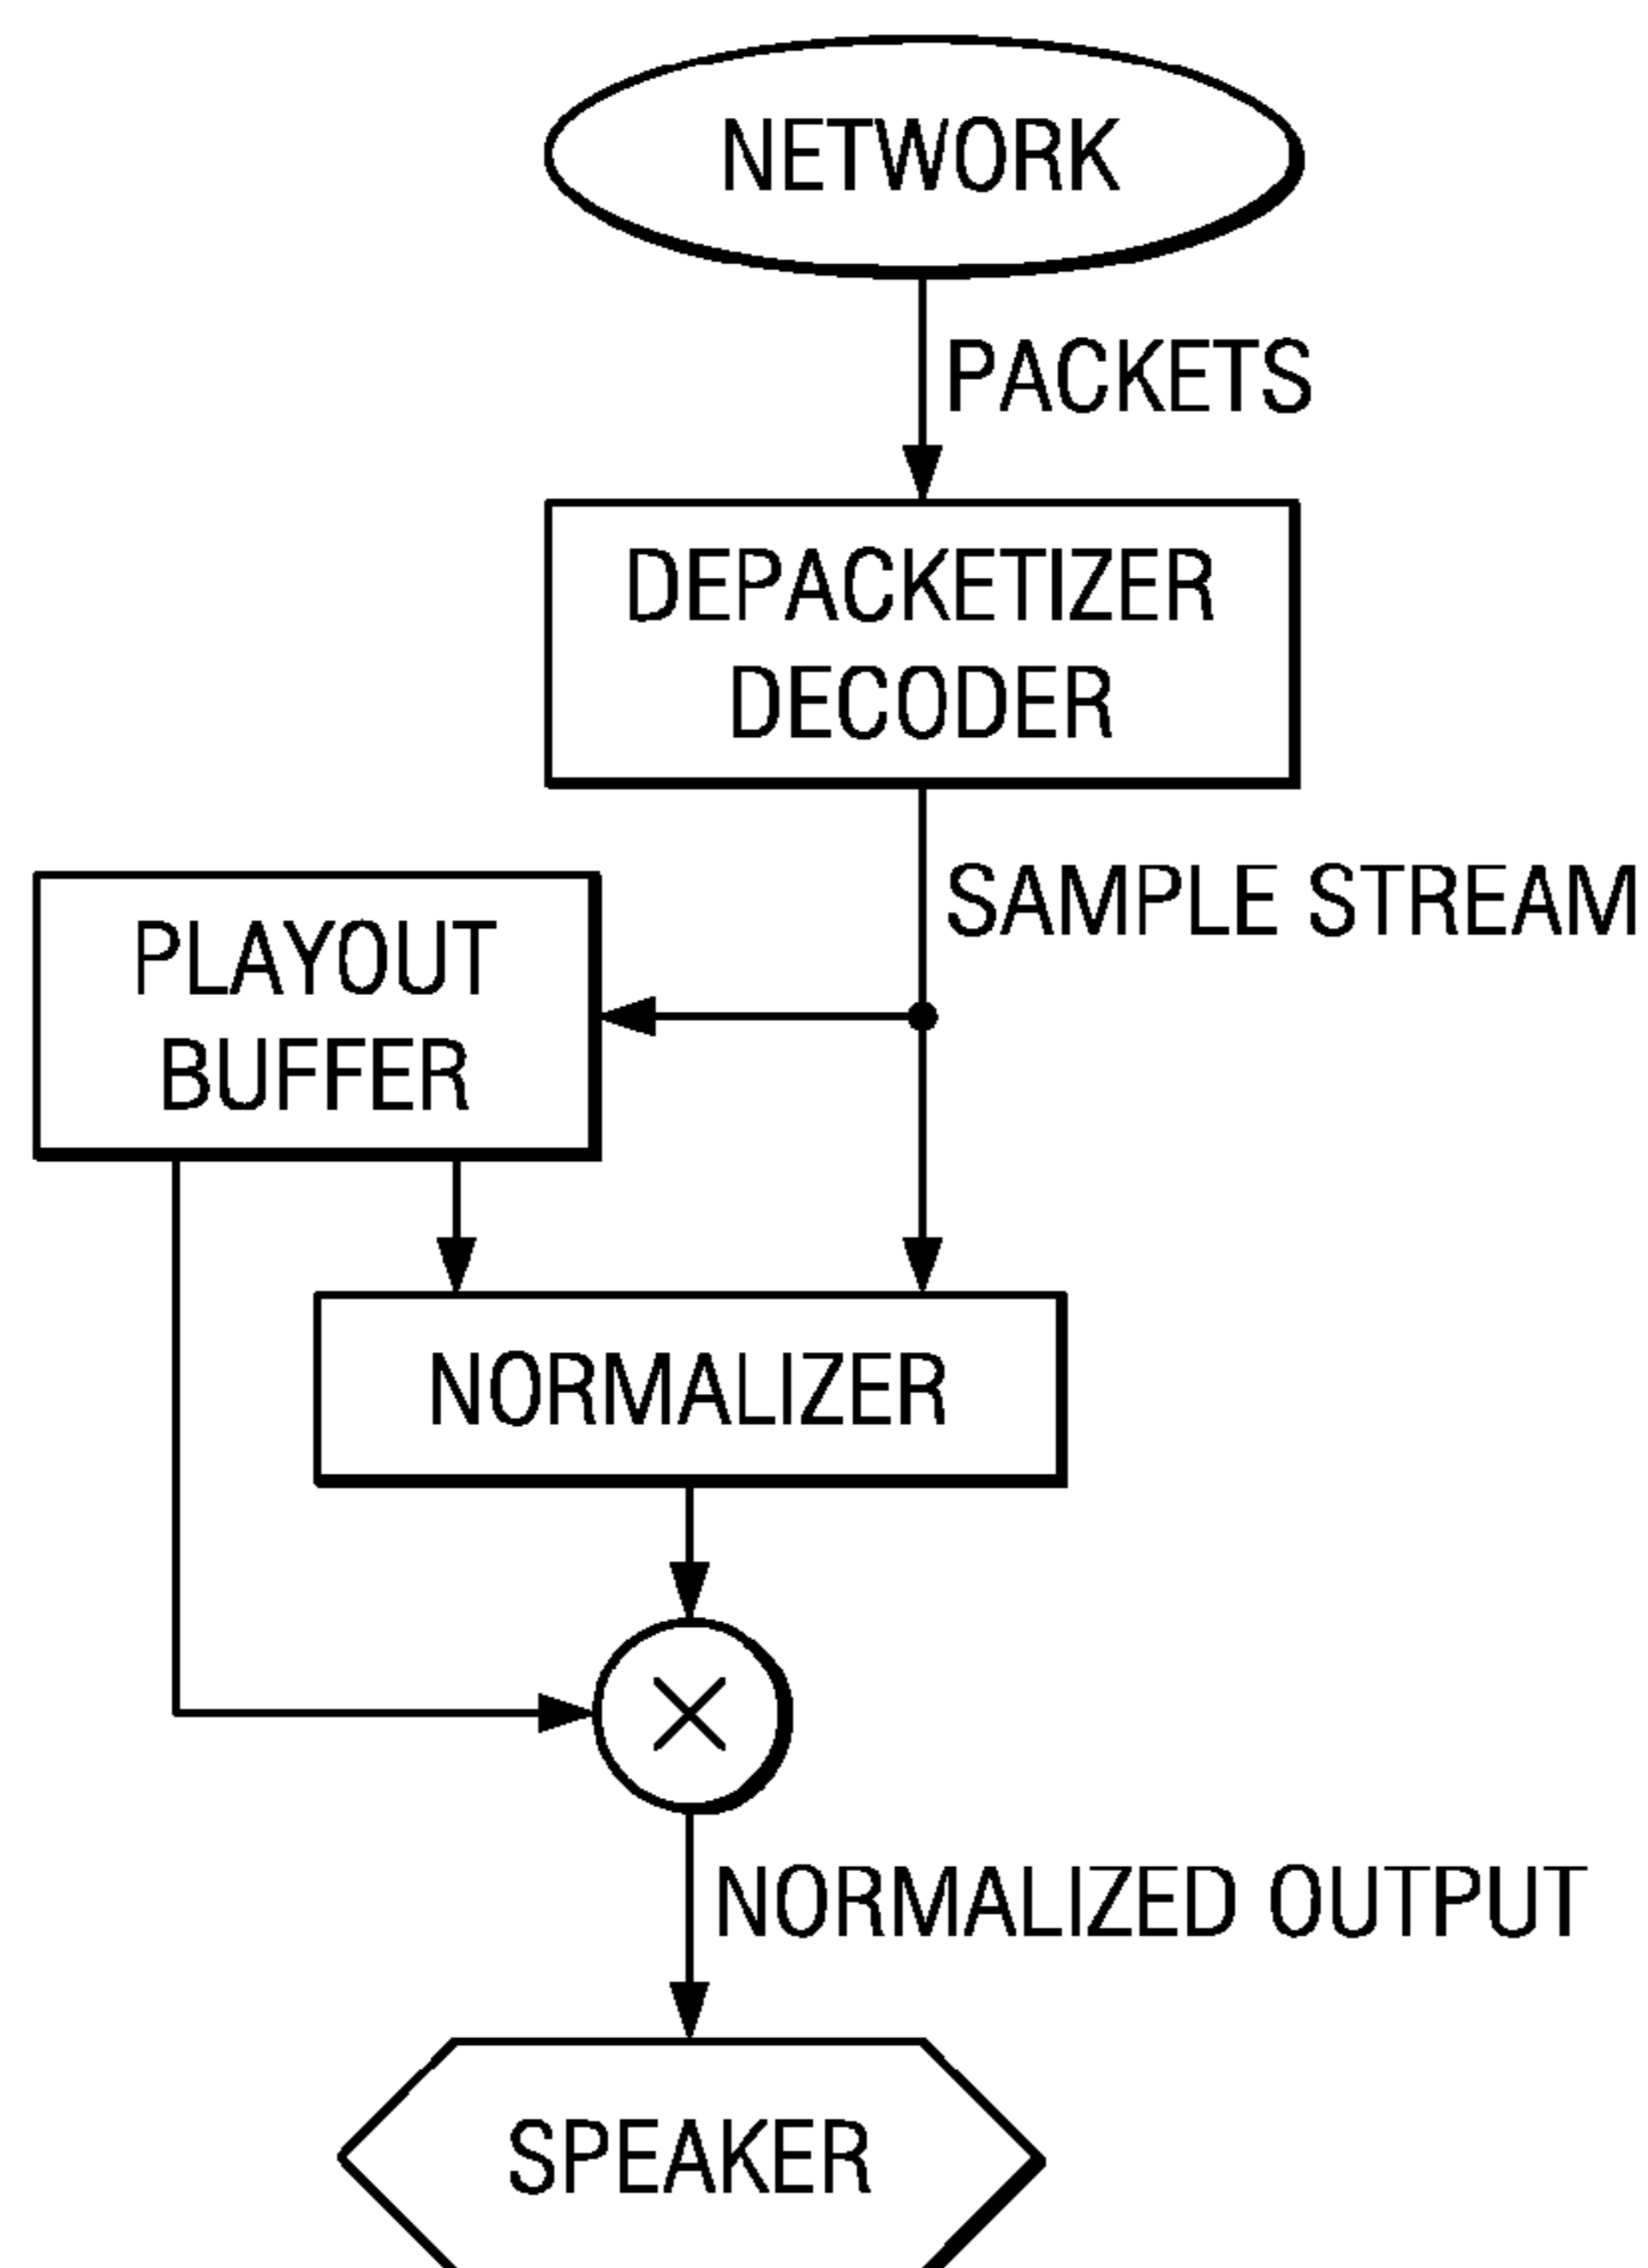 NETWORK
PACKETS
DEPACKETIZER
DECODER
SAMPLE STREAM
PLAYOUT
BUFFER
NORMALIZER
NORMALIZED OUTPUT
SPEAKER